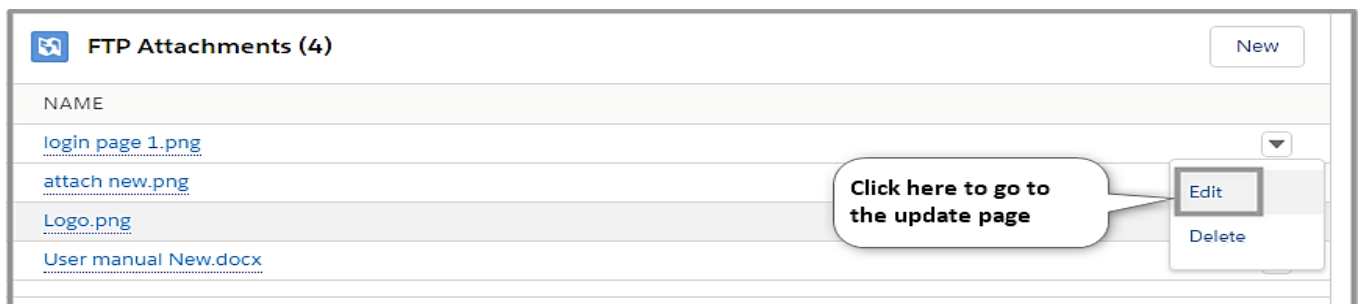 FTP Attachments (4)
New
NAME
login page 1.png
attach new.png
Logo.png
User manual New.docx
Click here to go to
the update page
Edit
Delete